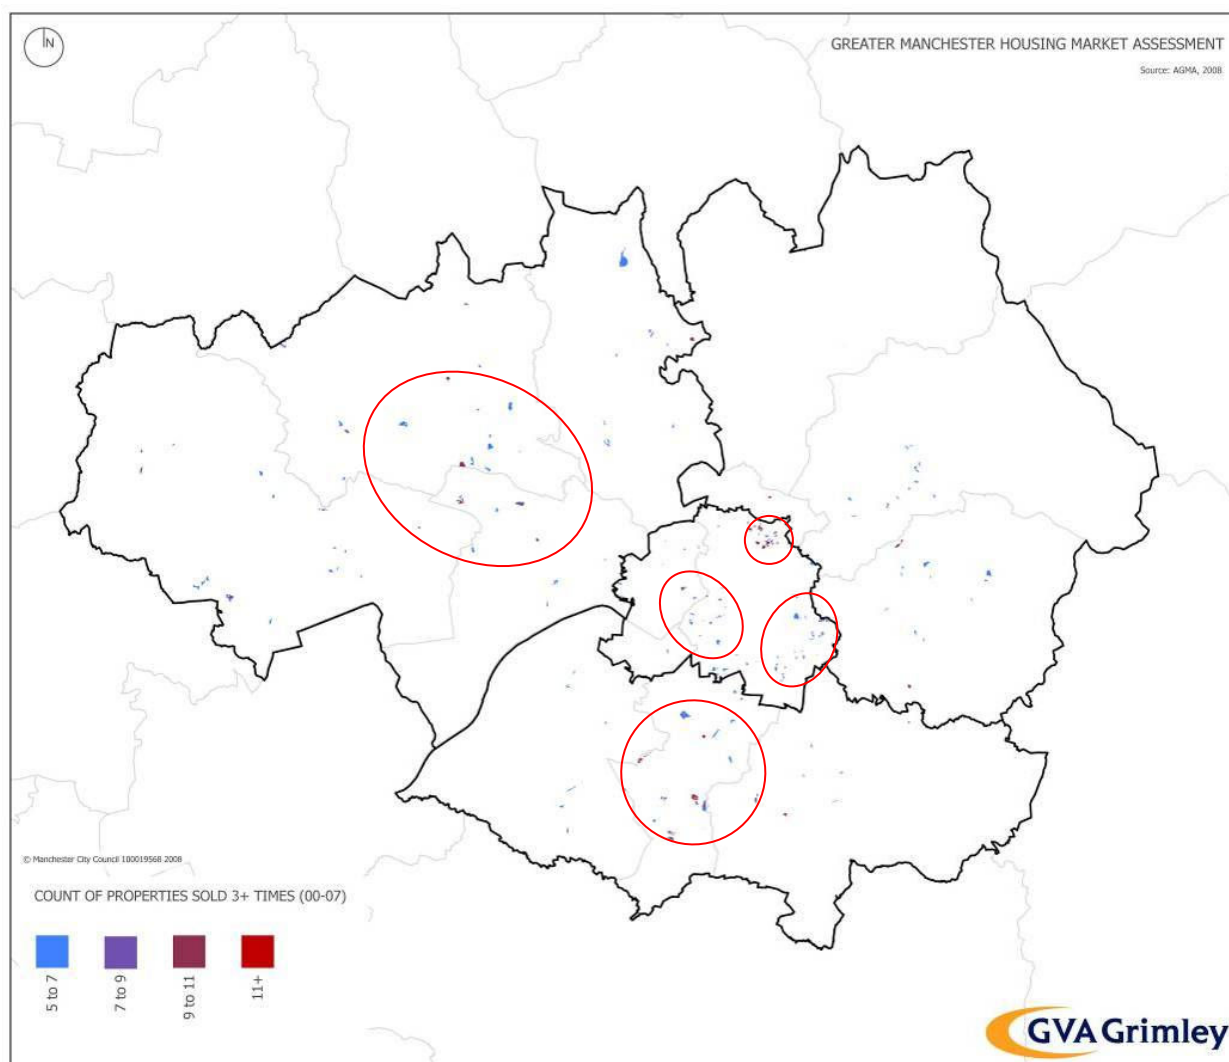 N
GREATER MANCHESTER HOUSING MARKET ASSESSMENT
Source: AGMA, 2008
© Manchester City Council 100019568 2008
COUNT OF PROPERTIES SOLD 3+ TIMES (00-07)
5 to 7
7 to 9
9 to 11
11+
GVA Grimley